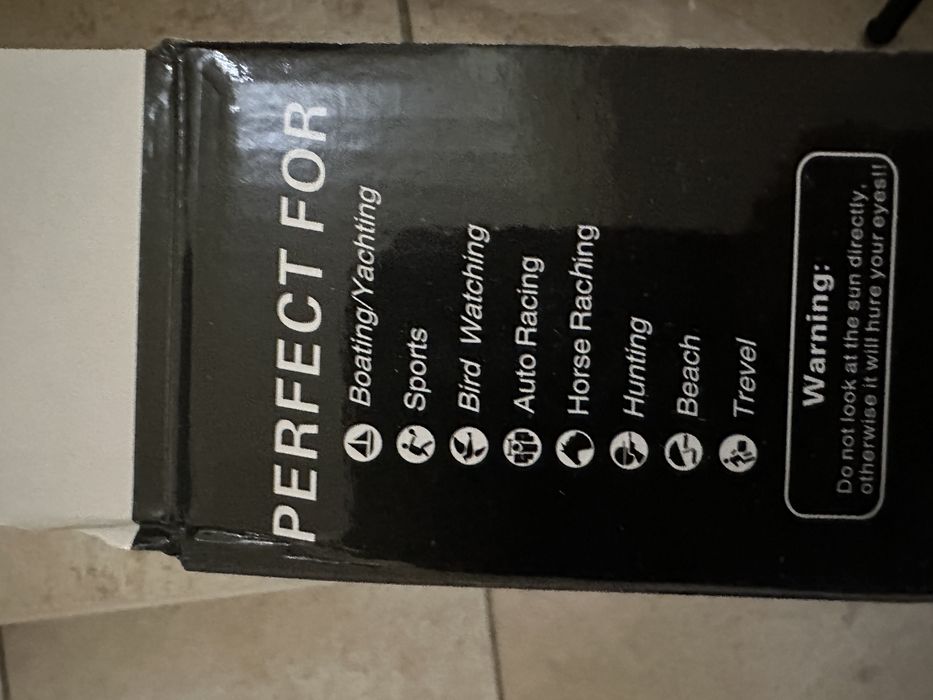 PERFECT FOR
Boating/Yachting
Sports
Bird Watching
Auto Racing
Horse Raching
Hunting
Beach
Trevel
Warning:
Do not look at the sun directly,
otherwise it will hure your eyes!!